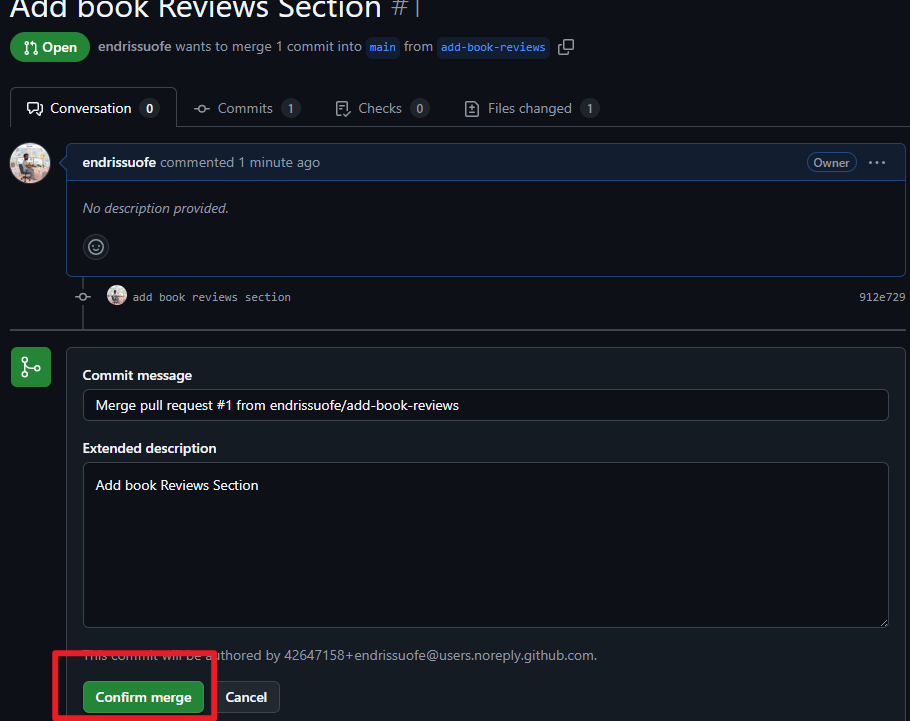 Add book Reviews Section #1
Open endrissuofe wants to merge 1 commit into main from add-book-reviews
Conversation 0 Commits 1 Checks 0 Files changed 1
endrissuofe commented 1 minute ago Owner
No description provided.
add book reviews section 912e729
Commit message
Merge pull request #1 from endrissuofe/add-book-reviews
Extended description
Add book Reviews Section
This commit will be authored by 42647158+endrissuofe@users.noreply.github.com.
Confirm merge Cancel